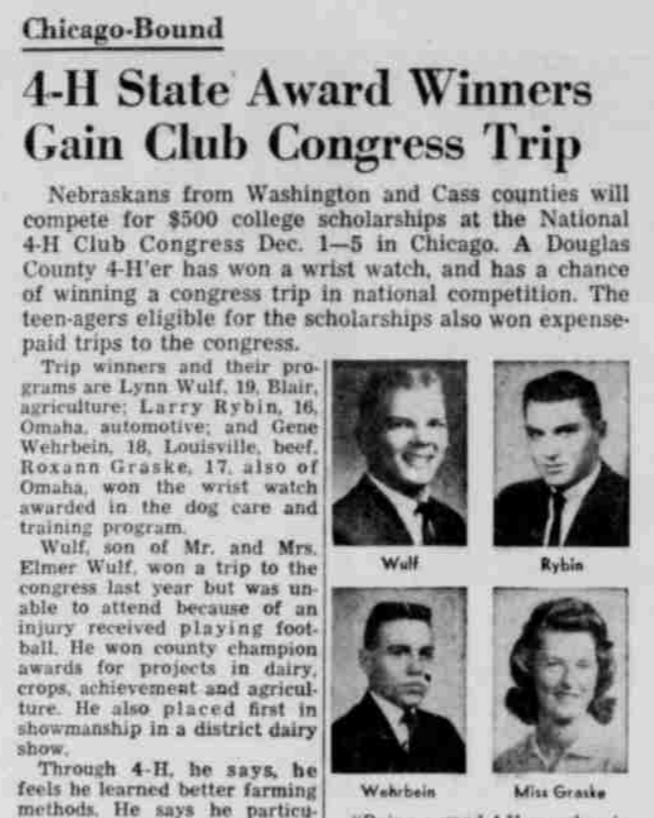 Chicago-Bound
4-H State Award Winners
Gain Club Congress Trip
Nebraskans from Washington and Cass counties will
compete for $500 college scholarships at the National
4-H Club Congress Dec. 1—5 in Chicago. A Douglas
County 4-H'er has won a wrist watch, and has a chance
of winning a congress trip in national competition. The
teen-agers eligible for the scholarships also won expense-
paid trips to the congress.
Trip winners and their pro-
grams are Lynn Wulf, 19, Blair,
agriculture; Larry Rybin, 16,
Omaha, automotive; and Gene
Wehrbein, 18, Louisville, beef.
Roxann Graske, 17, also of
Omaha, won the wrist watch
awarded in the dog care and
training program.
Wulf, son of Mr. and Mrs.
Elmer Wulf, won a trip to the
congress last year but was un-
able to attend because of an
injury received playing foot-
ball. He won county champion
awards for projects in dairy,
crops, achievement and agricul-
ture. He also placed first in
showmanship in a district dairy
show.
Through 4-H, he says, he
feels he learned better farming
methods. He says he particu-
Wulf
Rybin
Wehrbein
Miss Graske